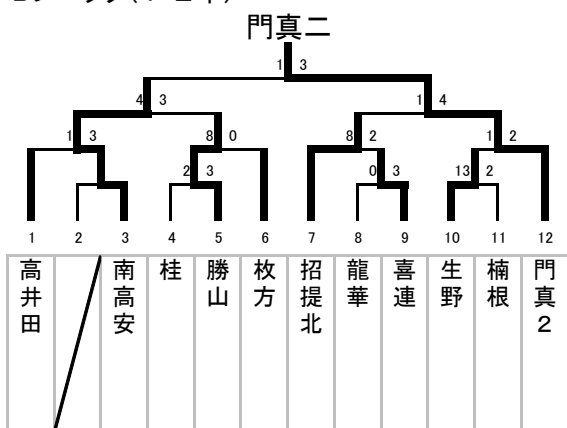 門真二
1 3
4 3 1 4
1 3 8 0 8 2 1 2
2 3 0 3 13 2
1 2 3 4 5 6 7 8 9 10 11 12
高井田
南高安
桂
勝山
枚方
招提北
龍華
喜連
生野
楠根
門真2